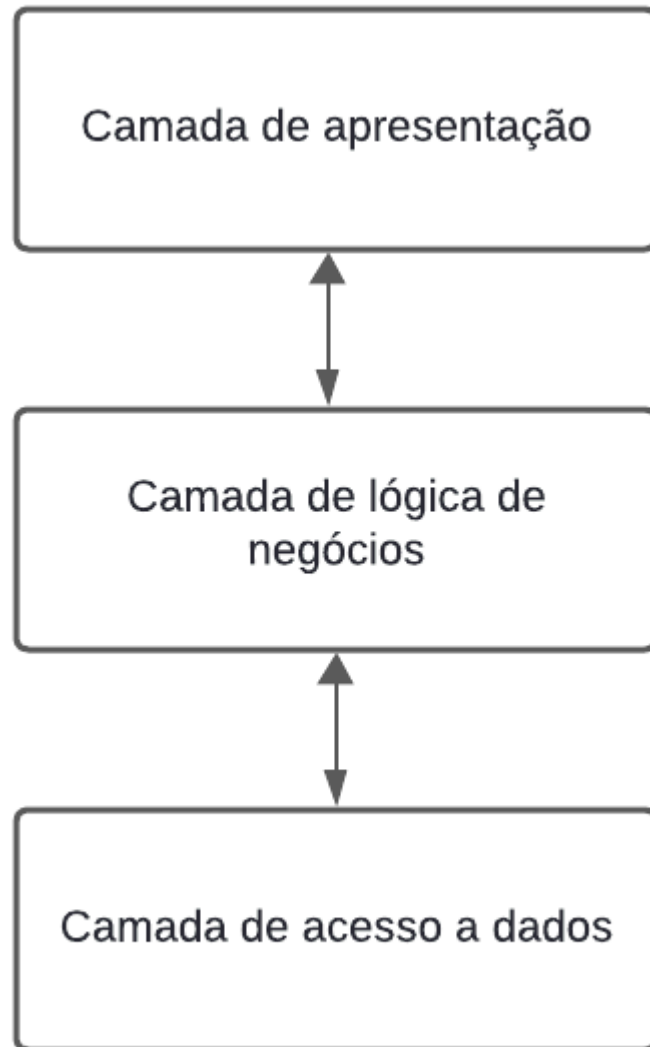 Camada de apresentação
Camada de lógica de
negócios
Camada de acesso a dados